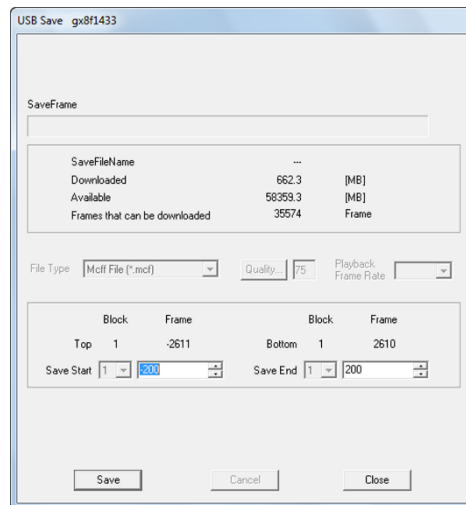 USB Save gx8f1433
SaveFrame
SaveFileName ---
Downloaded 662.3 [MB]
Available 58359.3 [MB]
Frames that can be downloaded 35574 Frame
File Type Mcff File (*.mcf) Quality... 75 Playback Frame Rate
Block Frame Block Frame
Top 1 -2611 Bottom 1 2610
Save Start 1 -200 Save End 1 200
Save Cancel Close